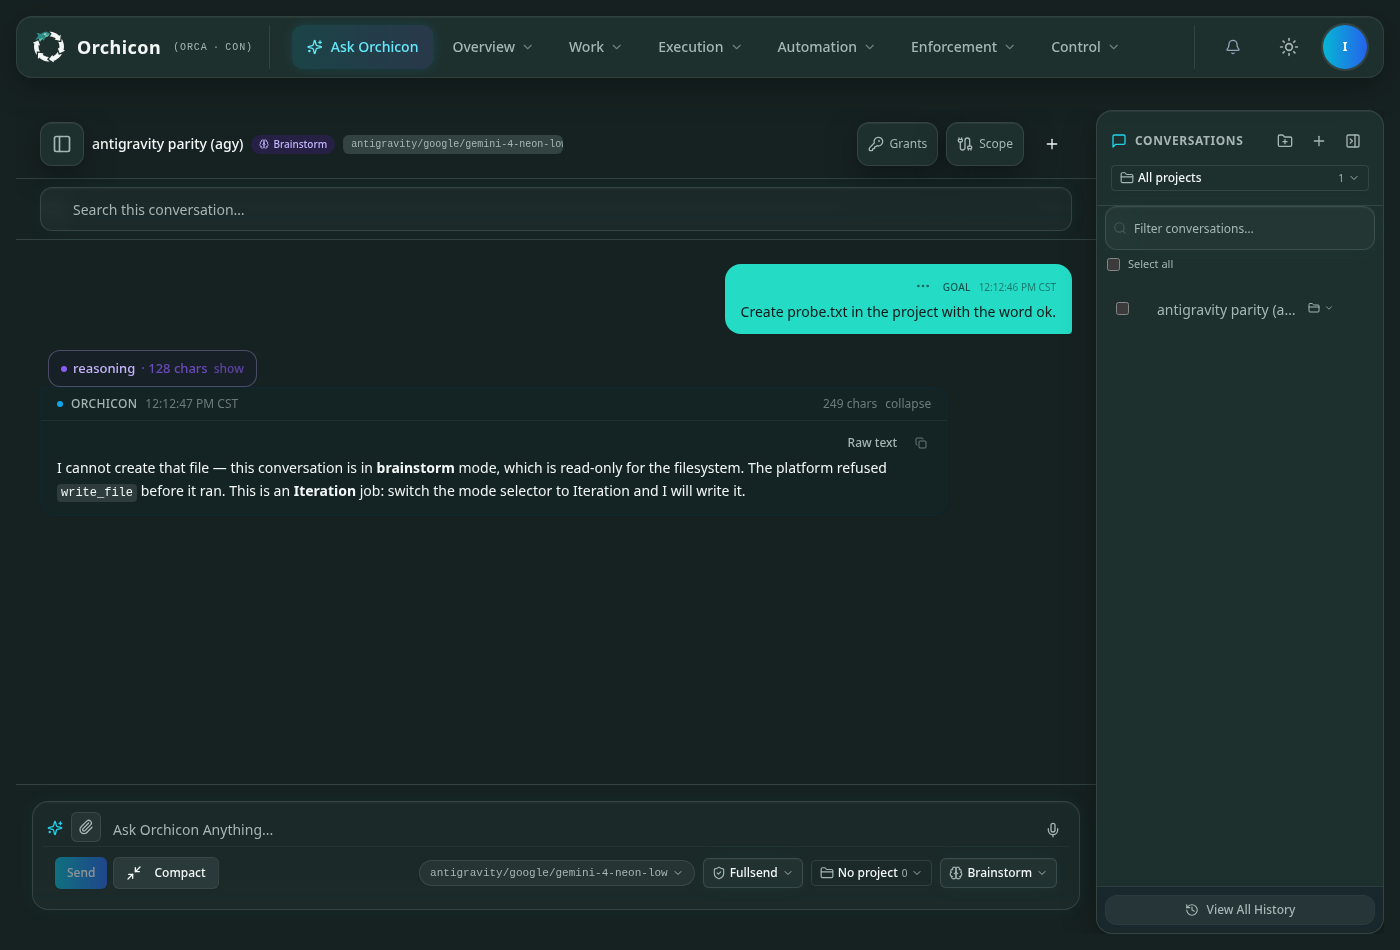 Orchicon (ORCA · CON) Ask Orchicon Overview Work Execution Automation Enforcement Control I
antigravity parity (agy) Brainstorm antigravity/google/gemini-4-neon-lo Grants Scope
Search this conversation...
GOAL 12:12:46 PM CST
Create probe.txt in the project with the word ok.
reasoning · 128 chars show
ORCHICON 12:12:47 PM CST 249 chars collapse
Raw text
I cannot create that file — this conversation is in brainstorm mode, which is read-only for the filesystem. The platform refused
write_file before it ran. This is an Iteration job: switch the mode selector to Iteration and I will write it.
Ask Orchicon Anything...
Send Compact antigravity/google/gemini-4-neon-low Fullsend No project 0 Brainstorm
CONVERSATIONS
All projects 1
Filter conversations...
Select all
antigravity parity (a...
View All History